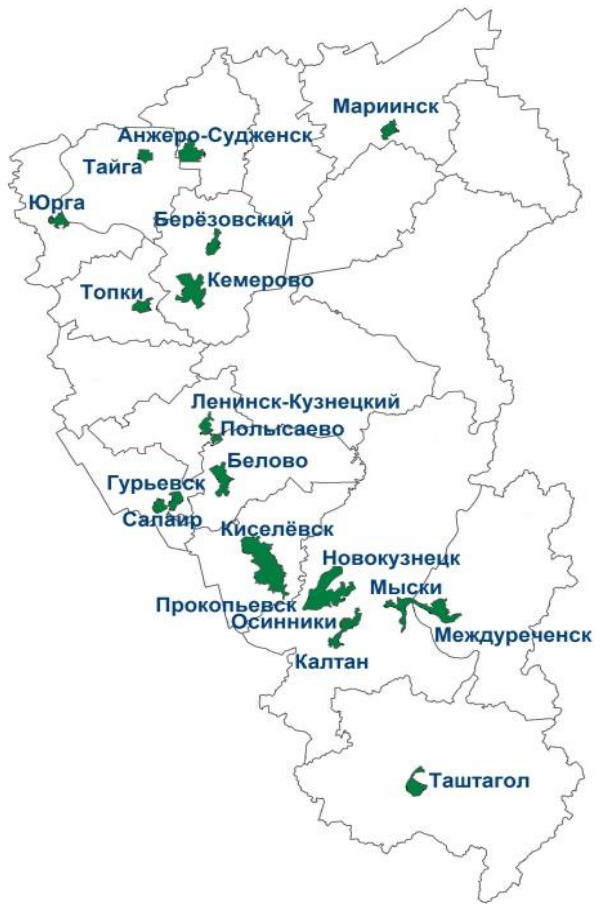 Мариинск
Анжеро-Судженск
Тайга
Юрга
Берёзовский
Кемерово
Топки
Ленинск-Кузнецкий
Полысаево
Белово
Гурьевск
Салаир
Киселёвск
Новокузнецк
Мыски
Прокопьевск
Осинники
Междуреченск
Калтан
Таштагол